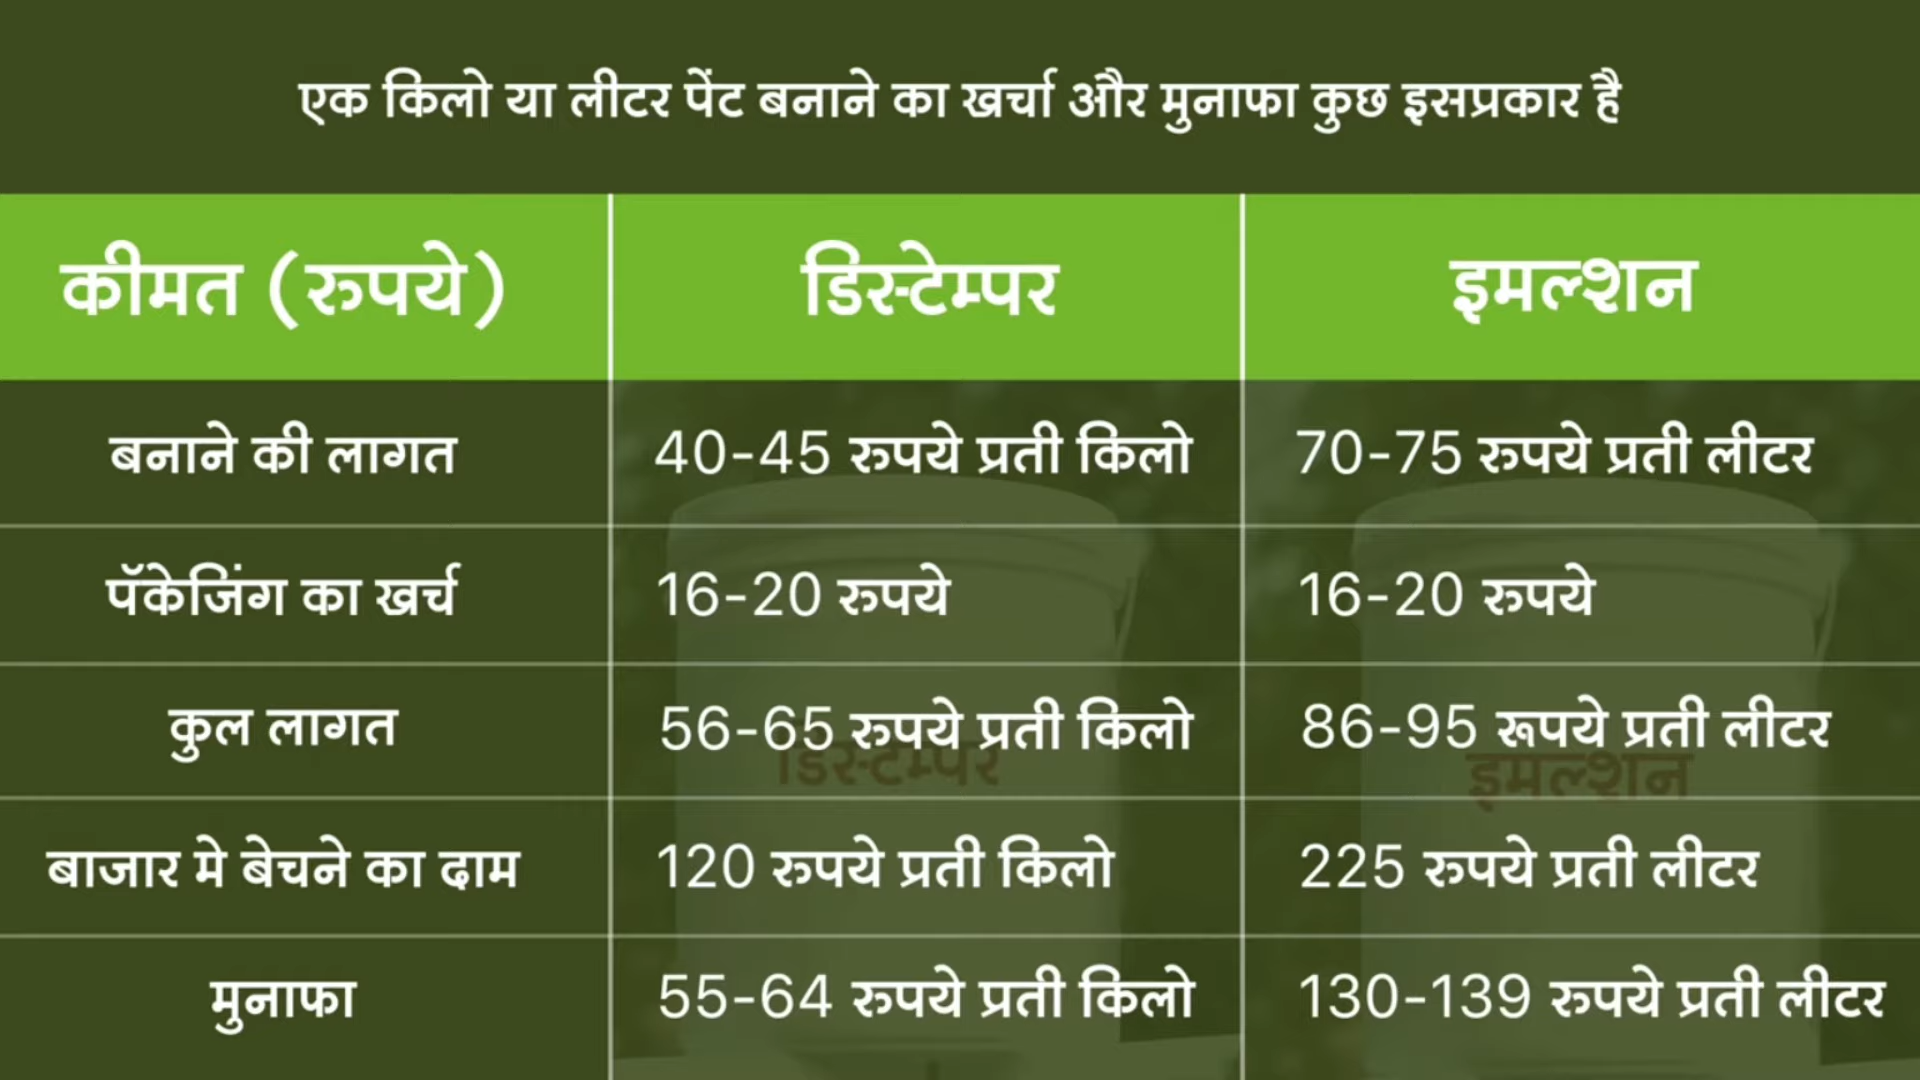 एक किलो या लीटर पेंट बनाने का खर्चा और मुनाफा कुछ इसप्रकार है
कीमत (रुपये) डिस्टेम्पर इमल्शन
बनाने की लागत 40-45 रुपये प्रती किलो 70-75 रुपये प्रती लीटर
पॅकेजिंग का खर्च 16-20 रुपये 16-20 रुपये
कुल लागत 56-65 रुपये प्रती किलो 86-95 रूपये प्रती लीटर
डिस्टेम्पर इमल्शन
बाजार मे बेचने का दाम 120 रुपये प्रती किलो 225 रुपये प्रती लीटर
मुनाफा 55-64 रुपये प्रती किलो 130-139 रुपये प्रती लीटर